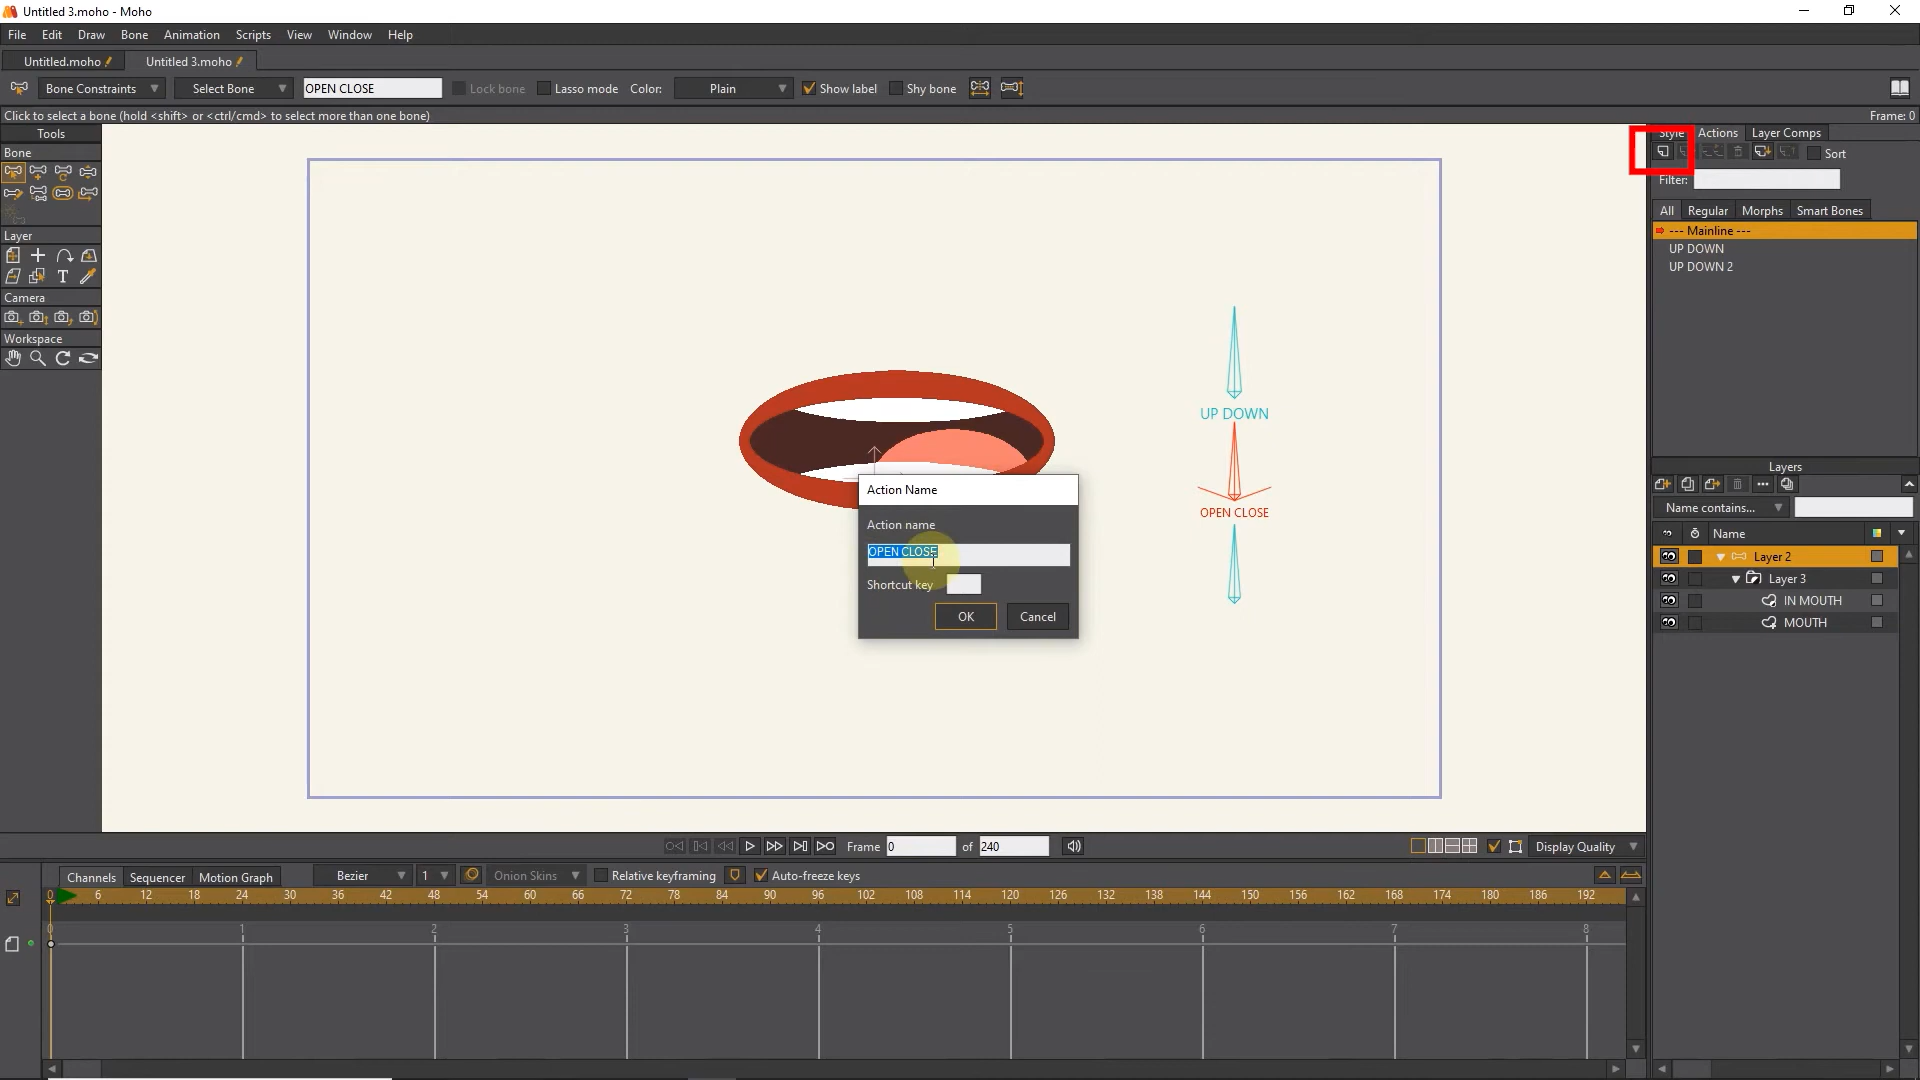 Untitled 3.moho - Moho
File Edit Draw Bone Animation Scripts View Window Help
Untitled.moho Untitled 3.moho
Bone Constraints Select Bone OPEN CLOSE Lock bone Lasso mode Color: Plain Show label Shy bone
Click to select a bone (hold <shift> or <ctrl/cmd> to select more than one bone) Frame: 0
Tools
Bone
Layer
T
Camera
Workspace
UP DOWN
OPEN CLOSE
Action Name
Action name
OPEN CLOSE
Shortcut key
OK Cancel
Style Actions Layer Comps
Sort
Filter:
All Regular Morphs Smart Bones
--- Mainline ---
UP DOWN
UP DOWN 2
Layers
Name contains...
Name
Layer 2
Layer 3
IN MOUTH
MOUTH
Frame 0 of 240 Display Quality
Channels Sequencer Motion Graph Bezier 1 Onion Skins Relative keyframing Auto-freeze keys
0 6 12 18 24 30 36 42 48 54 60 66 72 78 84 90 96 102 108 114 120 126 132 138 144 150 156 162 168 174 180 186 192
0 1 2 3 4 5 6 7 8